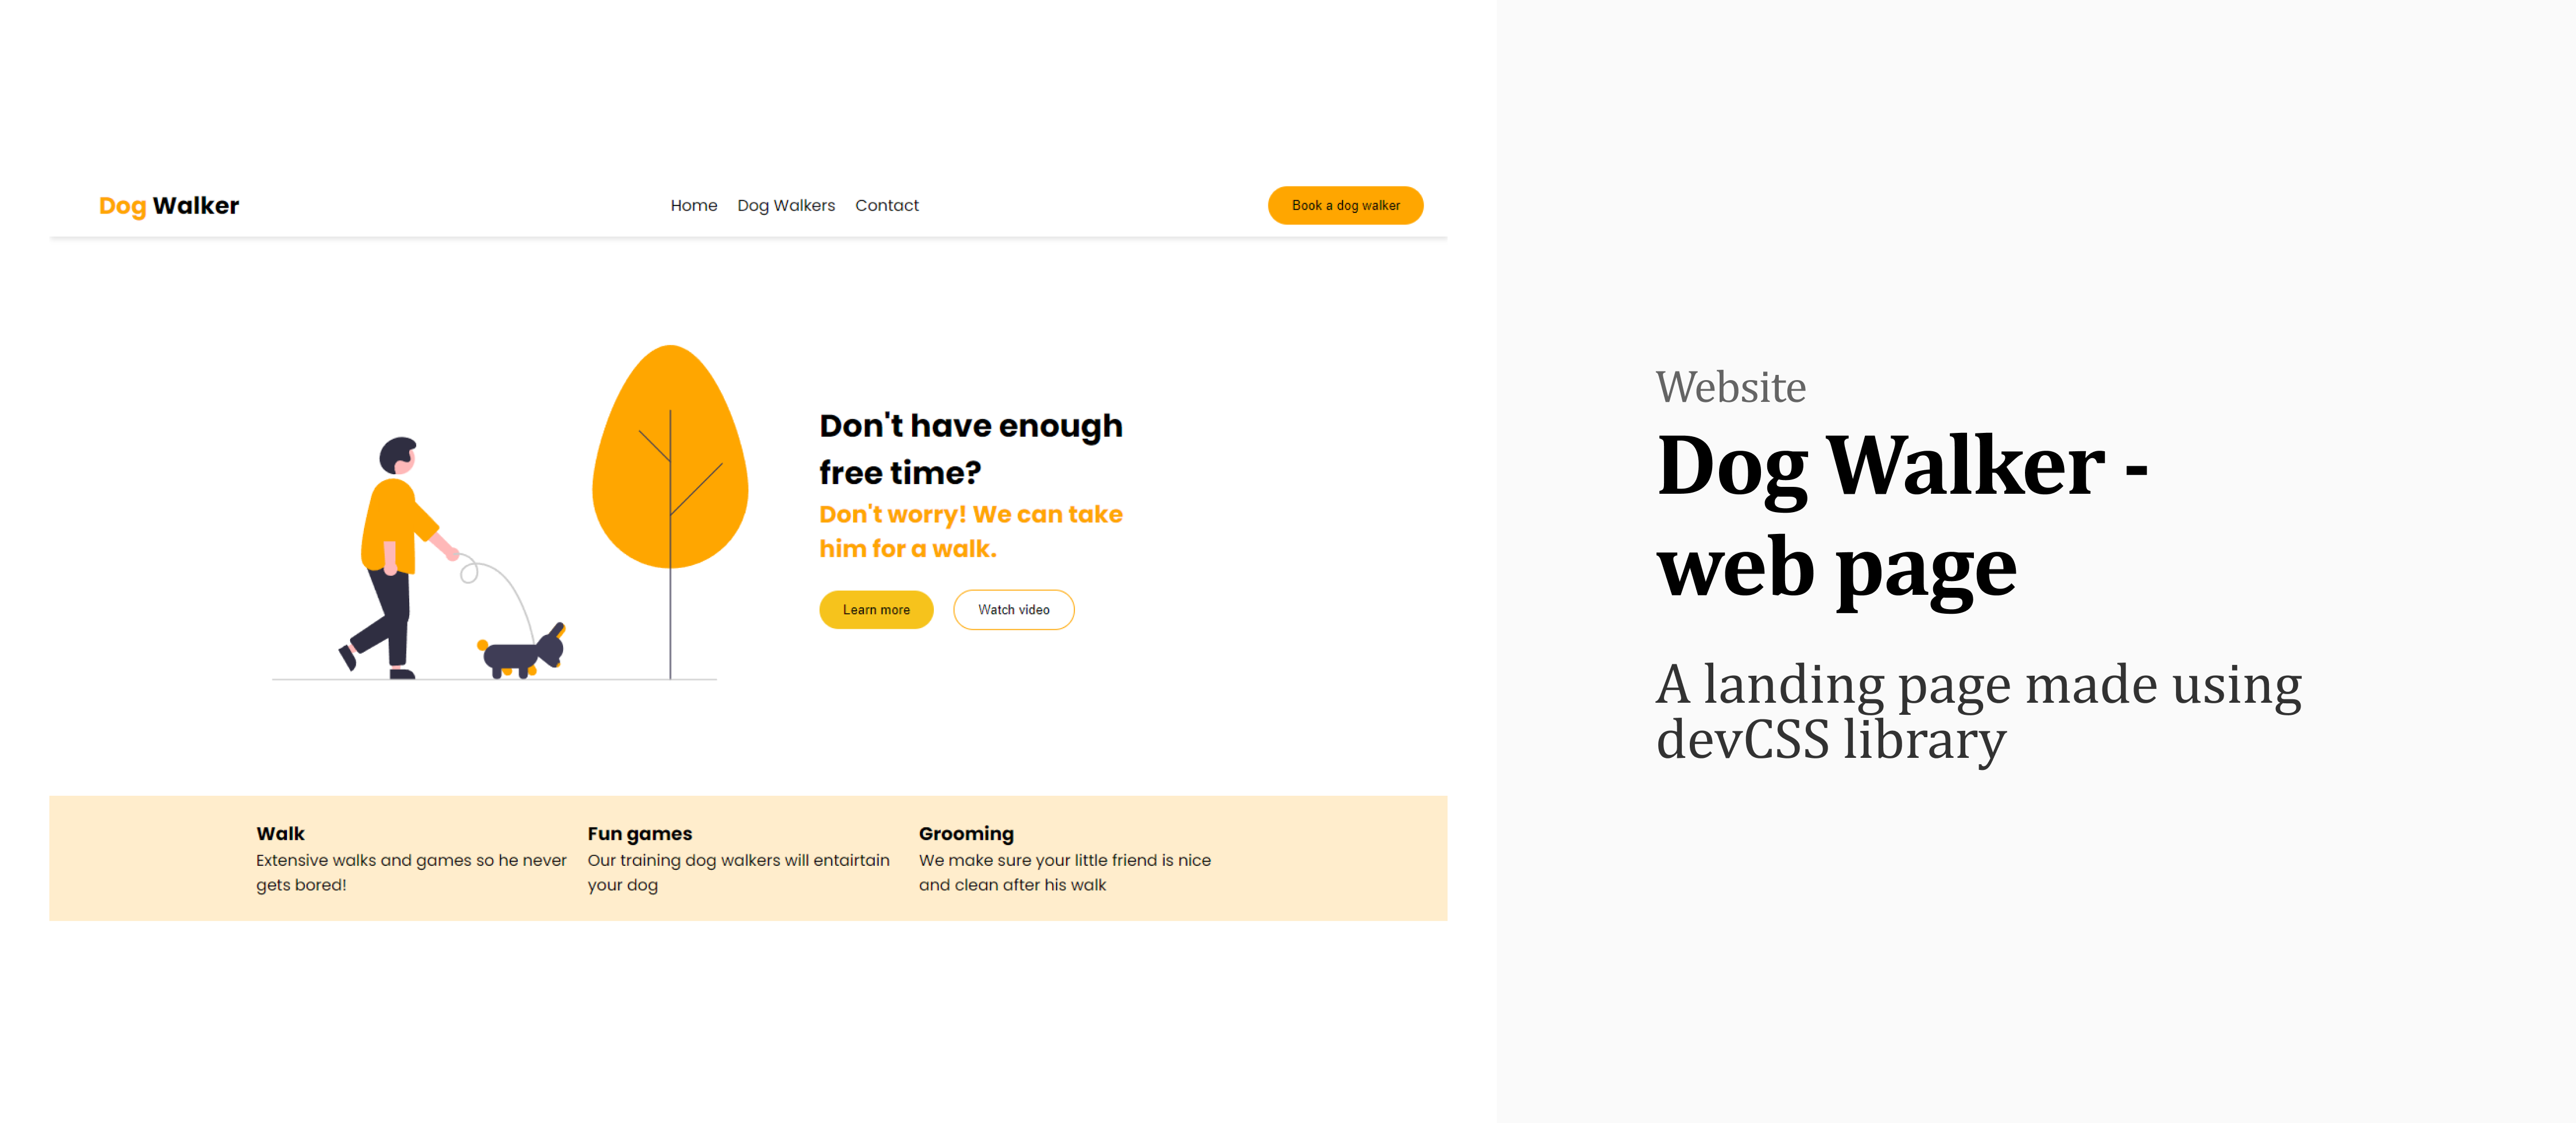 Dog Walker
Home Dog Walkers Contact
Book a dog walker
Don't have enough
free time?
Don't worry! We can take
him for a walk.
Learn more
Watch video
Walk
Extensive walks and games so he never
gets bored!
Fun games
Our training dog walkers will entairtain
your dog
Grooming
We make sure your little friend is nice
and clean after his walk
Website
Dog Walker -
web page
A landing page made using
devCSS library